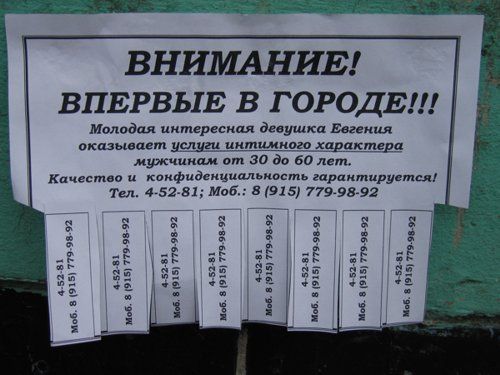 ВНИМАНИЕ!
ВПЕРВЫЕ В ГОРОДЕ!!!
Молодая интересная девушка Евгения
оказывает услуги интимного характера
мужчинам от 30 до 60 лет.
Качество и конфиденциальность гарантируется!
Тел. 4-52-81; Моб.: 8 (915) 779-98-92
4-52-81
Моб. 8 (915) 779-98-92
4-52-81
Моб. 8 (915) 779-98-92
4-52-81
Моб. 8 (915) 779-98-92
4-52-81
Моб. 8 (915) 779-98-92
4-52-81
Моб. 8 (915) 779-98-92
4-52-81
Моб. 8 (915) 779-98-92
4-52-81
Моб. 8 (915) 779-98-92
4-52-81
Моб. 8 (915) 779-98-92